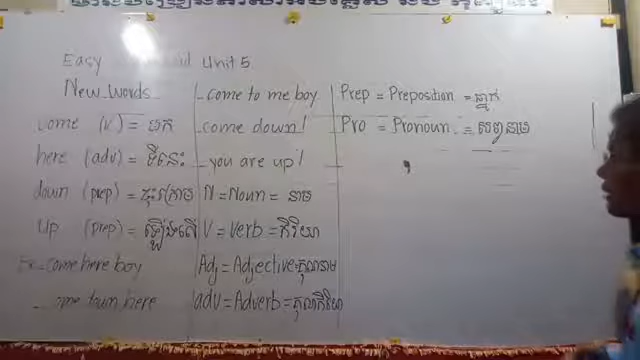 Easy Unit 5
New words
come (v) = មក
here (adv) = ទីនេះ
down (prep) = ចុះក្រោម
up (prep) = ឡើងលើ
Ex come here boy
come down here
come to me boy
come down!
you are up!
N = Noun = នាម
V = verb = កិរិយា
Adj = Adjective = គុណនាម
adv = Adverb = គុណកិរិយា
Prep = Preposition = ធ្នាក់
Pro = Pronoun = សព្វនាម